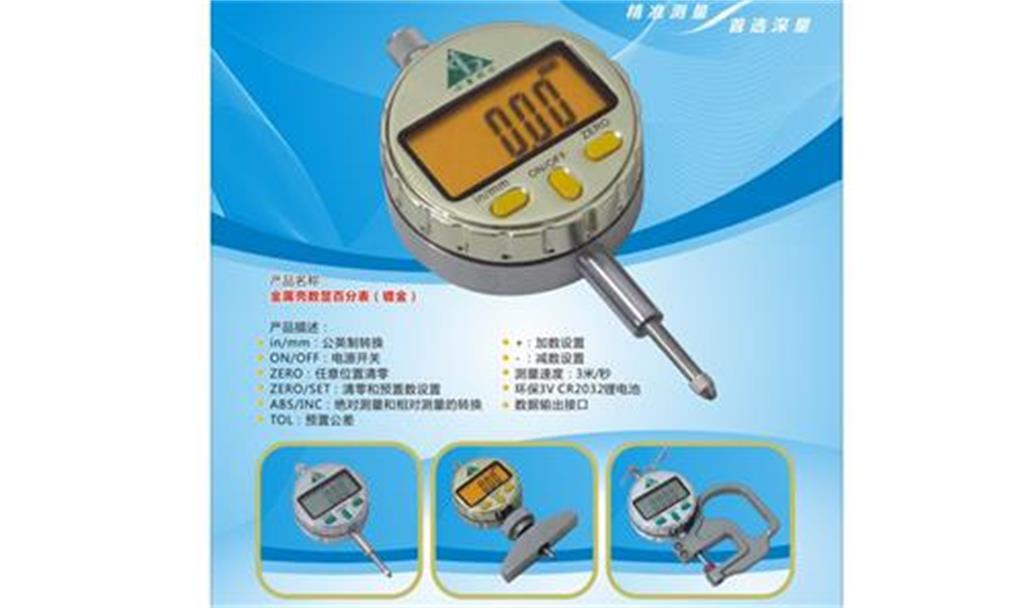 精准测量
首选深量
mm
0.00
ZERO
ON/OFF
in/mm
产品名称
金属壳数显百分表（镀金）
产品描述：
in/mm：公英制转换
ON/OFF：电源开关
ZERO：任意位置清零
ZERO/SET：清零和预置数设置
ABS/INC：绝对测量和相对测量的转换
TOL：预置公差
+：加数设置
-：减数设置
测量速度：3米/秒
环保3V CR2032锂电池
数据输出接口
0.00